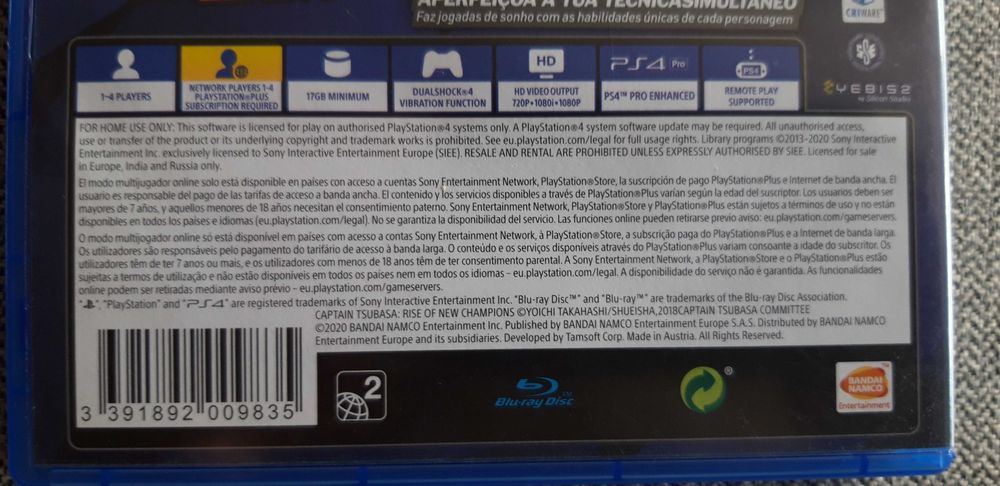 APERFEIÇOA A TUA TÉCNICASIMULTÂNEO
Faz jogadas de sonho com as habilidades únicas de cada personagem
CRIWARE™
1-4 PLAYERS
NETWORK PLAYERS 1-4
PLAYSTATION®PLUS
SUBSCRIPTION REQUIRED
17GB MINIMUM
DUALSHOCK®4
VIBRATION FUNCTION
HD
HD VIDEO OUTPUT
720P•1080i•1080P
PS4 Pro
PS4™ PRO ENHANCED
PS4
REMOTE PLAY
SUPPORTED
YEBIS2
by Silicon Studio
FOR HOME USE ONLY: This software is licensed for play on authorised PlayStation®4 systems only. A PlayStation®4 system software update may be required. All unauthorised access,
use or transfer of the product or its underlying copyright and trademark works is prohibited. See eu.playstation.com/legal for full usage rights. Library programs ©2013-2020 Sony Interactive
Entertainment Inc. exclusively licensed to Sony Interactive Entertainment Europe (SIEE). RESALE AND RENTAL ARE PROHIBITED UNLESS EXPRESSLY AUTHORISED BY SIEE. Licensed for sale
in Europe, India and Russia only.
El modo multijugador online solo está disponible en países con acceso a cuentas Sony Entertainment Network, PlayStation®Store, la suscripción de pago PlayStation®Plus e Internet de banda ancha. El
usuario es responsable del pago de las tarifas de acceso a banda ancha. El contenido y los servicios disponibles a través de PlayStation®Plus varían según la edad del suscriptor. Los usuarios deben ser
mayores de 7 años, y aquellos menores de 18 años necesitan el consentimiento paterno. Sony Entertainment Network, PlayStation®Store y PlayStation®Plus están sujetos a términos de uso y no están
disponibles en todos los países e idiomas (eu.playstation.com/legal). No se garantiza la disponibilidad del servicio. Las funciones online pueden retirarse previo aviso: eu.playstation.com/gameservers.
O modo multijogador online só está disponível em países com acesso a contas Sony Entertainment Network, à PlayStation®Store, a subscrição paga do PlayStation®Plus e a Internet de banda larga.
Os utilizadores são responsáveis pelo pagamento do tarifário de acesso à banda larga. O conteúdo e os serviços disponíveis através do PlayStation®Plus variam consoante a idade do subscritor. Os
utilizadores têm de ter 7 anos ou mais, e os utilizadores com menos de 18 anos têm de ter consentimento parental. A Sony Entertainment Network, a PlayStation®Store e o PlayStation®Plus estão
sujeitas a termos de utilização e não estão disponíveis em todos os países nem em todos os idiomas – eu.playstation.com/legal. A disponibilidade do serviço não é garantida. As funcionalidades
online podem ser retiradas mediante aviso prévio – eu.playstation.com/gameservers.
" ", "PlayStation" and "PS4" are registered trademarks of Sony Interactive Entertainment Inc. "Blu-ray Disc™" and "Blu-ray™" are trademarks of the Blu-ray Disc Association.
CAPTAIN TSUBASA: RISE OF NEW CHAMPIONS ©YOICHI TAKAHASHI/SHUEISHA,2018CAPTAIN TSUBASA COMMITTEE
©2020 BANDAI NAMCO Entertainment Inc. Published by BANDAI NAMCO Entertainment Europe S.A.S. Distributed by BANDAI NAMCO
Entertainment Europe and its subsidiaries. Developed by Tamsoft Corp. Made in Austria. All Rights Reserved.
3 391892 009835
2
Blu-ray Disc™
®
BANDAI
NAMCO
Entertainment